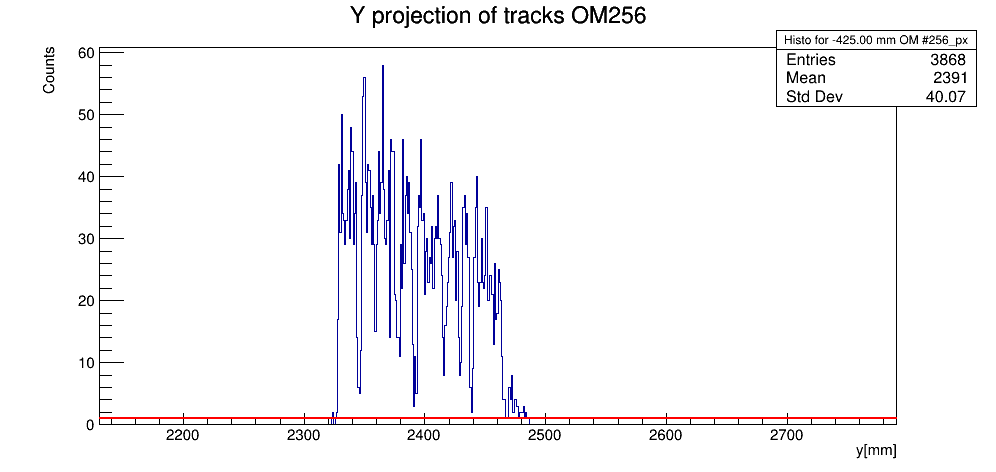 Y projection of tracks OM256
Histo for -425.00 mm OM #256_px
Entries 3868
Mean 2391
Std Dev 40.07
Counts
60
50
40
30
20
10
0
2200 2300 2400 2500 2600 2700
y[mm]